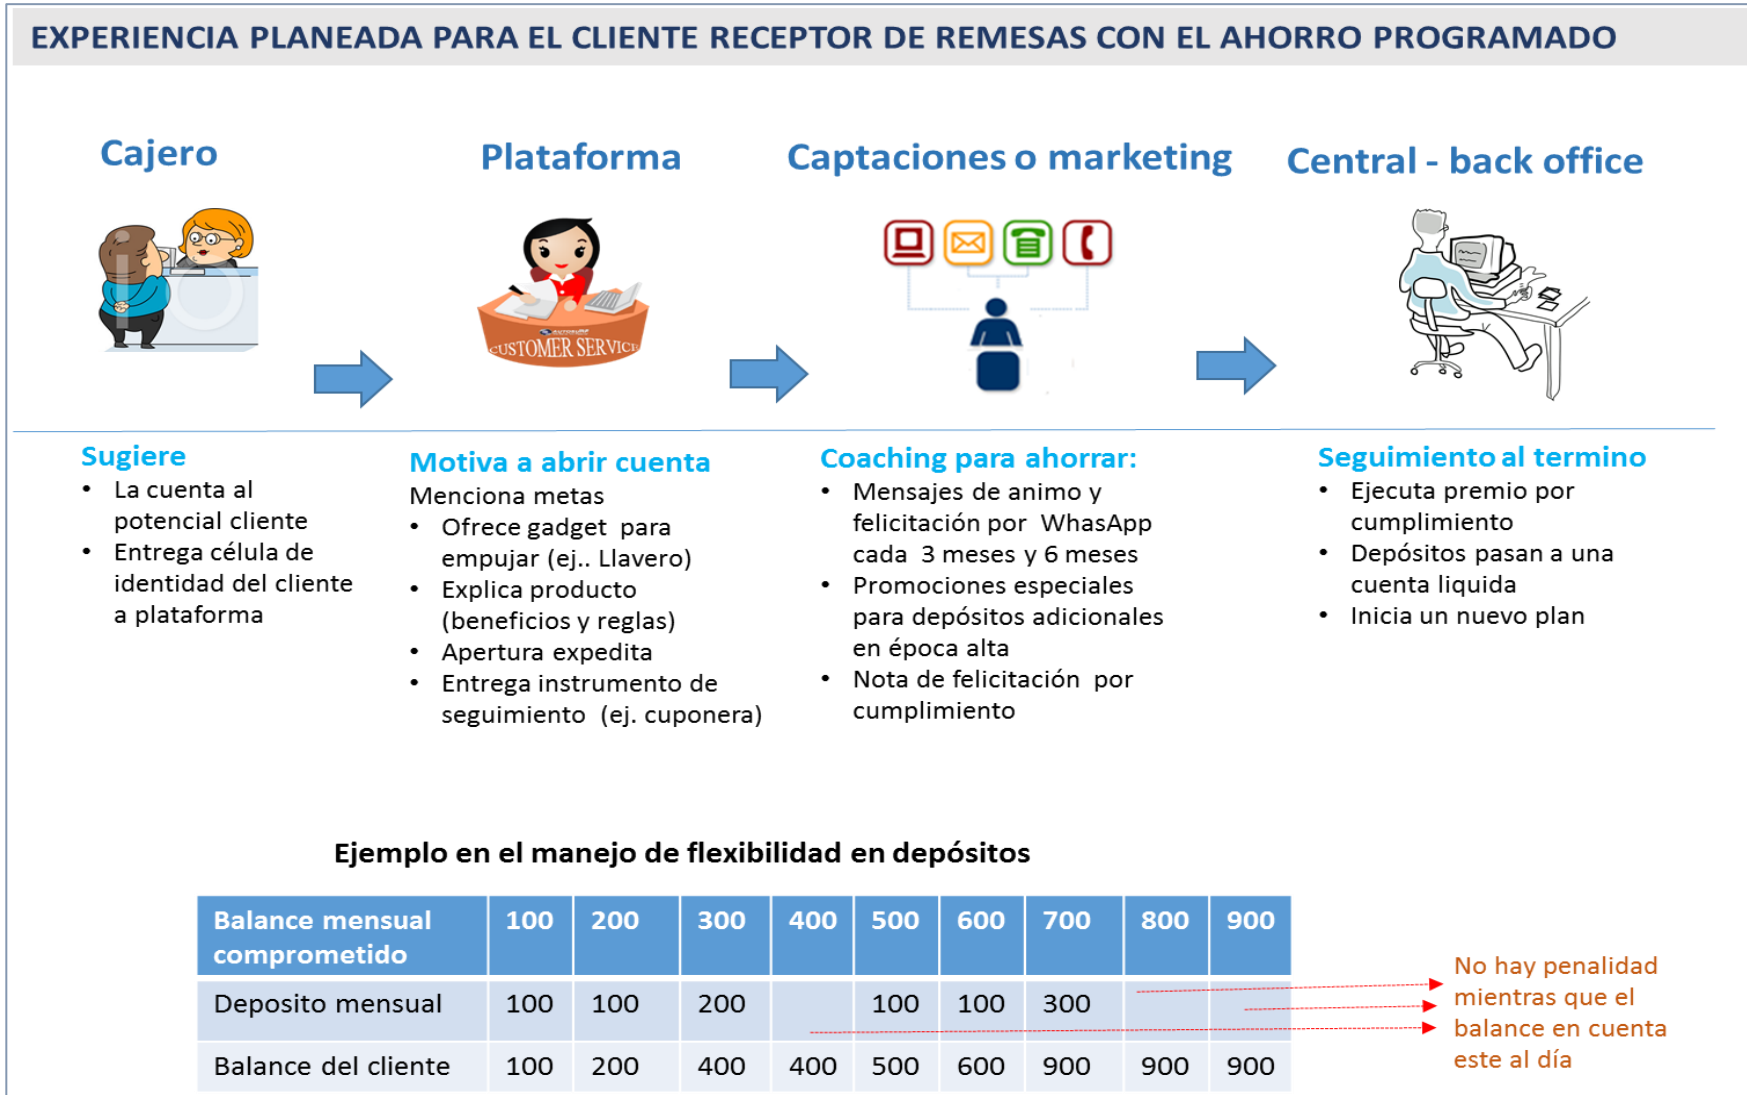 EXPERIENCIA PLANEADA PARA EL CLIENTE RECEPTOR DE REMESAS CON EL AHORRO PROGRAMADO
Cajero
Plataforma
Captaciones o marketing
Central - back office
CUSTOMER SERVICE
Sugiere
• La cuenta al
potencial cliente
• Entrega célula de
identidad del cliente
a plataforma
Motiva a abrir cuenta
Menciona metas
• Ofrece gadget para
empujar (ej.. Llavero)
• Explica producto
(beneficios y reglas)
• Apertura expedita
• Entrega instrumento de
seguimiento (ej. cuponera)
Coaching para ahorrar:
• Mensajes de animo y
felicitación por WhasApp
cada 3 meses y 6 meses
• Promociones especiales
para depósitos adicionales
en época alta
• Nota de felicitación por
cumplimiento
Seguimiento al termino
• Ejecuta premio por
cumplimiento
• Depósitos pasan a una
cuenta liquida
• Inicia un nuevo plan
Ejemplo en el manejo de flexibilidad en depósitos
Balance mensual
comprometido 100 200 300 400 500 600 700 800 900
Deposito mensual 100 100 200 100 100 300
Balance del cliente 100 200 400 400 500 600 900 900 900
No hay penalidad
mientras que el
balance en cuenta
este al día